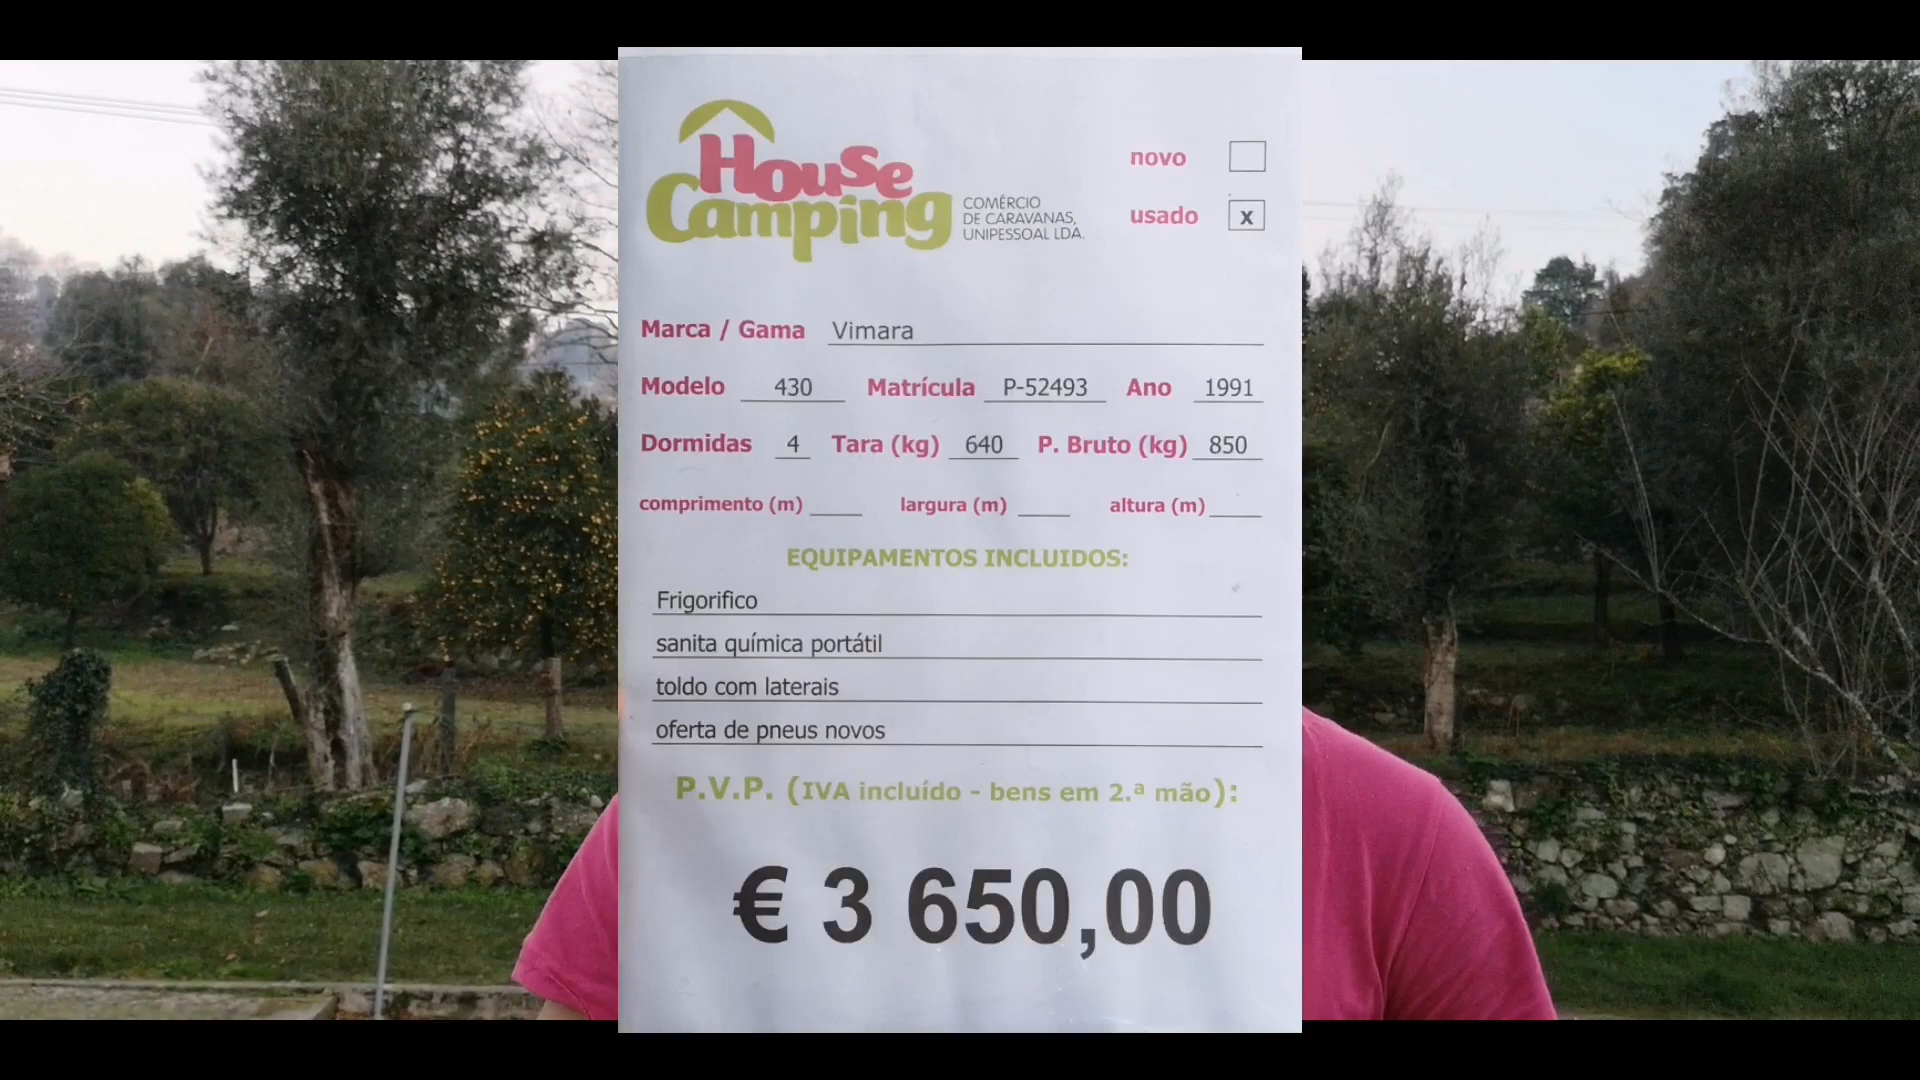 House
Camping
COMÉRCIO
DE CARAVANAS,
UNIPESSOAL LDA.
novo
usado x
Marca / Gama Vimara
Modelo 430 Matrícula P-52493 Ano 1991
Dormidas 4 Tara (kg) 640 P. Bruto (kg) 850
comprimento (m) largura (m) altura (m)
EQUIPAMENTOS INCLUIDOS:
Frigorifico
sanita química portátil
toldo com laterais
oferta de pneus novos
P.V.P. (IVA incluído - bens em 2.ª mão):
€ 3 650,00